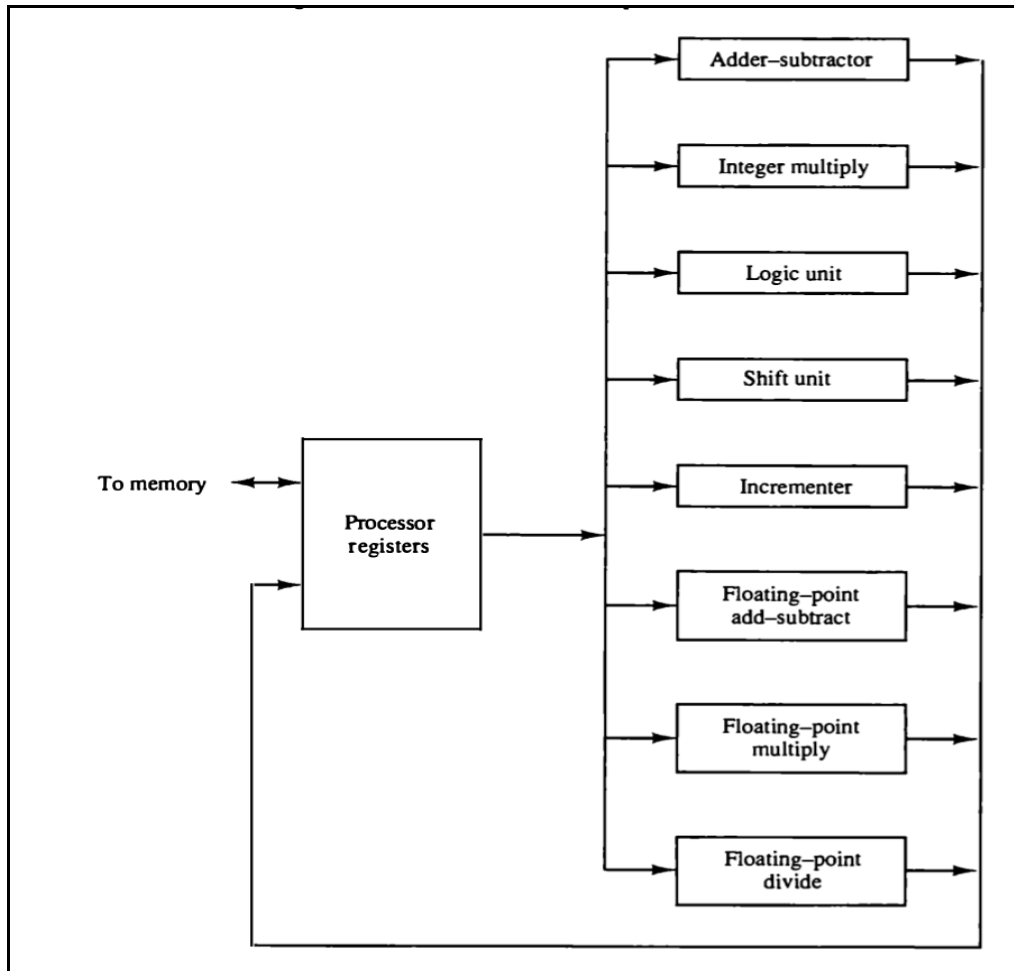 Adder–subtractor
Integer multiply
Logic unit
Shift unit
Incrementer
To memory
Processor
registers
Floating–point
add–subtract
Floating–point
multiply
Floating–point
divide